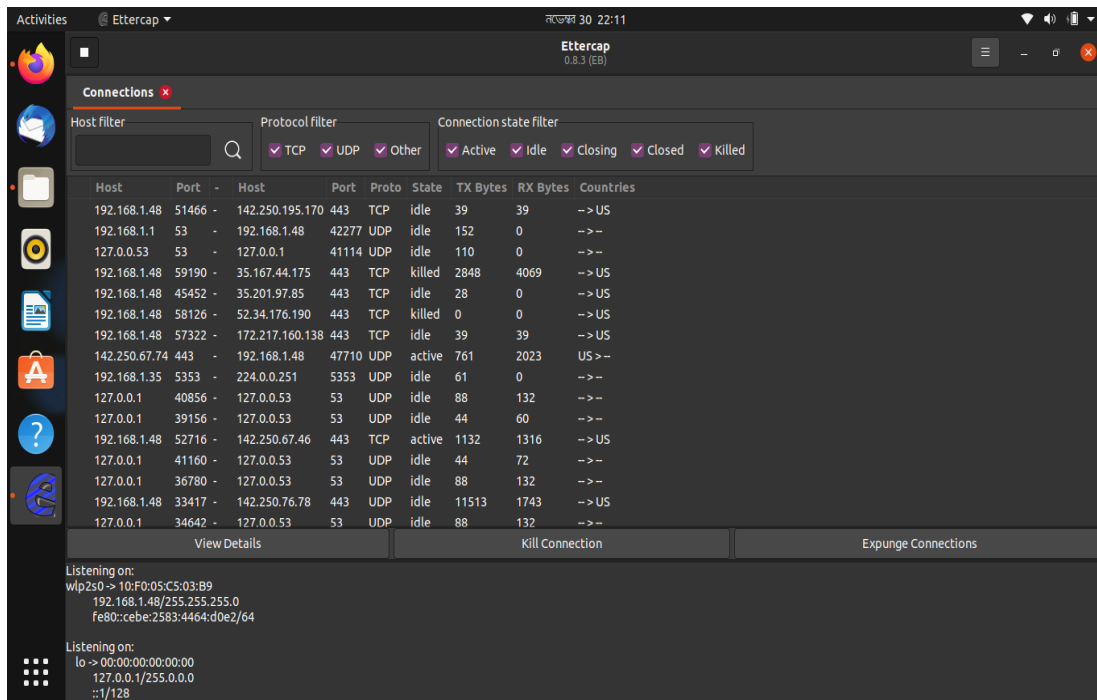 Activities Ettercap নভেম্বর 30 22:11
Ettercap
0.8.3 (EB)
Connections
Host filter Protocol filter Connection state filter
TCP UDP Other Active Idle Closing Closed Killed
Host Port - Host Port Proto State TX Bytes RX Bytes Countries
192.168.1.48 51466 - 142.250.195.170 443 TCP idle 39 39 --> US
192.168.1.1 53 - 192.168.1.48 42277 UDP idle 152 0 --> --
127.0.0.53 53 - 127.0.0.1 41114 UDP idle 110 0 --> --
192.168.1.48 59190 - 35.167.44.175 443 TCP killed 2848 4069 --> US
192.168.1.48 45452 - 35.201.97.85 443 TCP idle 28 0 --> US
192.168.1.48 58126 - 52.34.176.190 443 TCP killed 0 0 --> US
192.168.1.48 57322 - 172.217.160.138 443 TCP idle 39 39 --> US
142.250.67.74 443 - 192.168.1.48 47710 UDP active 761 2023 US > --
192.168.1.35 5353 - 224.0.0.251 5353 UDP idle 61 0 --> --
127.0.0.1 40856 - 127.0.0.53 53 UDP idle 88 132 --> --
127.0.0.1 39156 - 127.0.0.53 53 UDP idle 44 60 --> --
192.168.1.48 52716 - 142.250.67.46 443 TCP active 1132 1316 --> US
127.0.0.1 41160 - 127.0.0.53 53 UDP idle 44 72 --> --
127.0.0.1 36780 - 127.0.0.53 53 UDP idle 88 132 --> --
192.168.1.48 33417 - 142.250.76.78 443 UDP idle 11513 1743 --> US
127.0.0.1 34642 - 127.0.0.53 53 UDP idle 88 132 --> --
View Details Kill Connection Expunge Connections
Listening on:
wlp2s0 -> 10:F0:05:C5:03:B9
192.168.1.48/255.255.255.0
fe80::cebe:2583:4464:d0e2/64
Listening on:
lo -> 00:00:00:00:00:00
127.0.0.1/255.0.0.0
::1/128